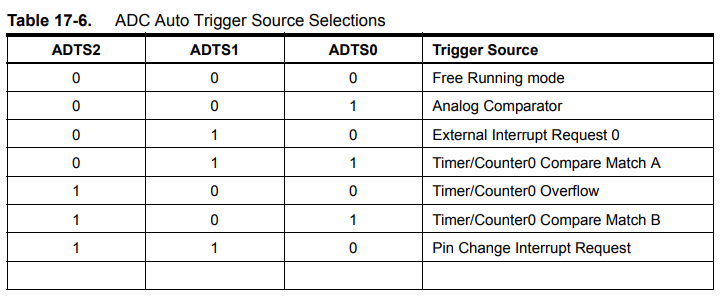 Table 17-6. ADC Auto Trigger Source Selections
ADTS2 ADTS1 ADTS0 Trigger Source
0 0 0 Free Running mode
0 0 1 Analog Comparator
0 1 0 External Interrupt Request 0
0 1 1 Timer/Counter0 Compare Match A
1 0 0 Timer/Counter0 Overflow
1 0 1 Timer/Counter0 Compare Match B
1 1 0 Pin Change Interrupt Request